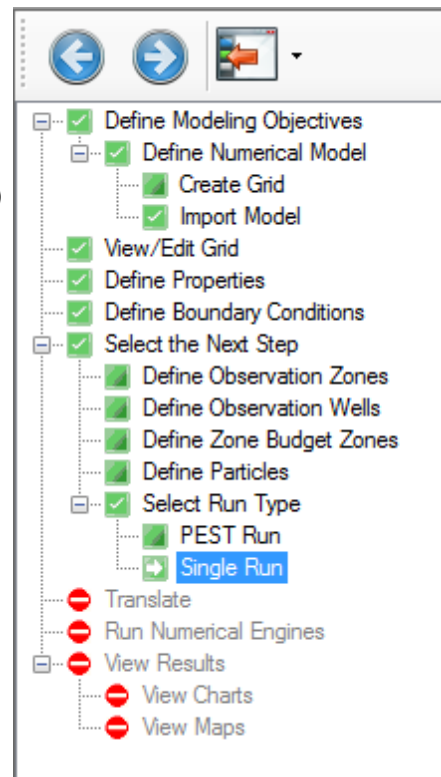 Define Modeling Objectives
Define Numerical Model
Create Grid
Import Model
View/Edit Grid
Define Properties
Define Boundary Conditions
Select the Next Step
Define Observation Zones
Define Observation Wells
Define Zone Budget Zones
Define Particles
Select Run Type
PEST Run
Single Run
Translate
Run Numerical Engines
View Results
View Charts
View Maps